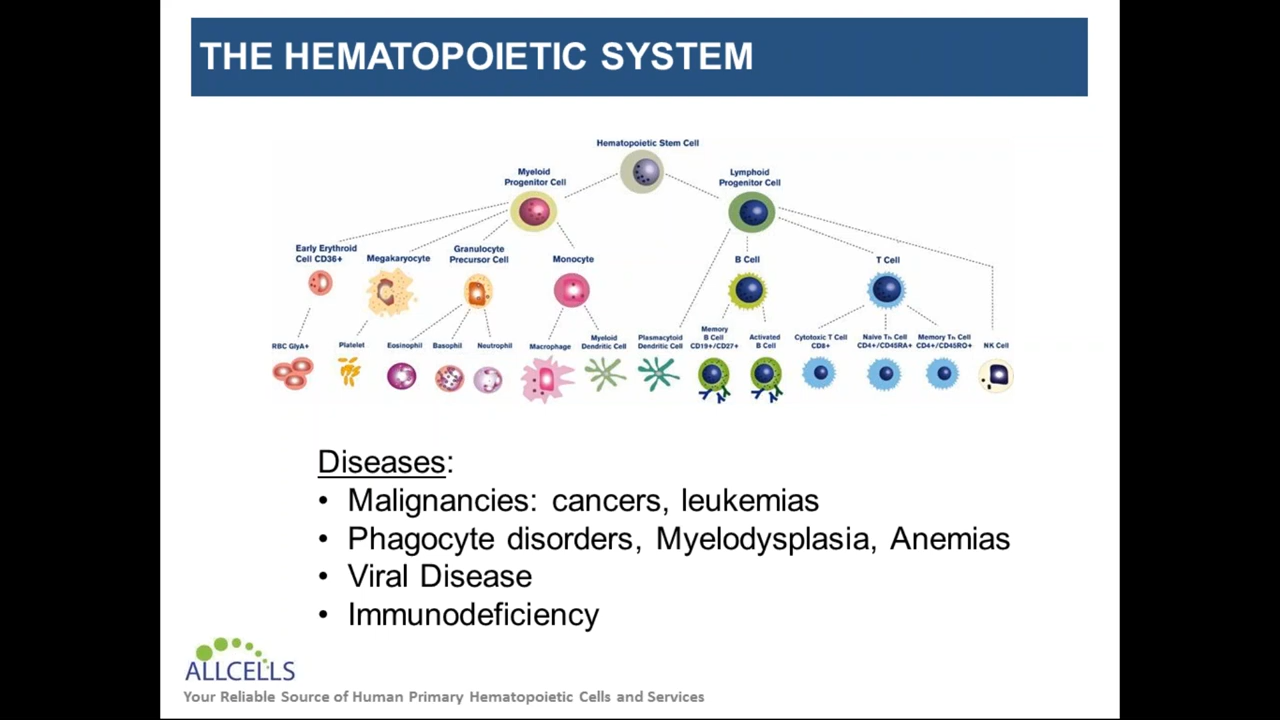 THE HEMATOPOIETIC SYSTEM
Hematopoietic Stem Cell
Myeloid
Progenitor Cell
Lymphoid
Progenitor Cell
Early Erythroid
Cell CD36+
Megakaryocyte
Granulocyte
Precursor Cell
Monocyte
B Cell
T Cell
RBC GlyA+
Platelet
Eosinophil
Basophil
Neutrophil
Macrophage
Myeloid
Dendritic Cell
Plasmacytoid
Dendritic Cell
Memory
B Cell
CD19+/CD27+
Activated
B Cell
Cytotoxic T Cell
CD8+
Naive Tн Cell
CD4+/CD45RA+
Memory Tн Cell
CD4+/CD45RO+
NK Cell
Diseases:
• Malignancies: cancers, leukemias
• Phagocyte disorders, Myelodysplasia, Anemias
• Viral Disease
• Immunodeficiency
ALLCELLS
Your Reliable Source of Human Primary Hematopoietic Cells and Services